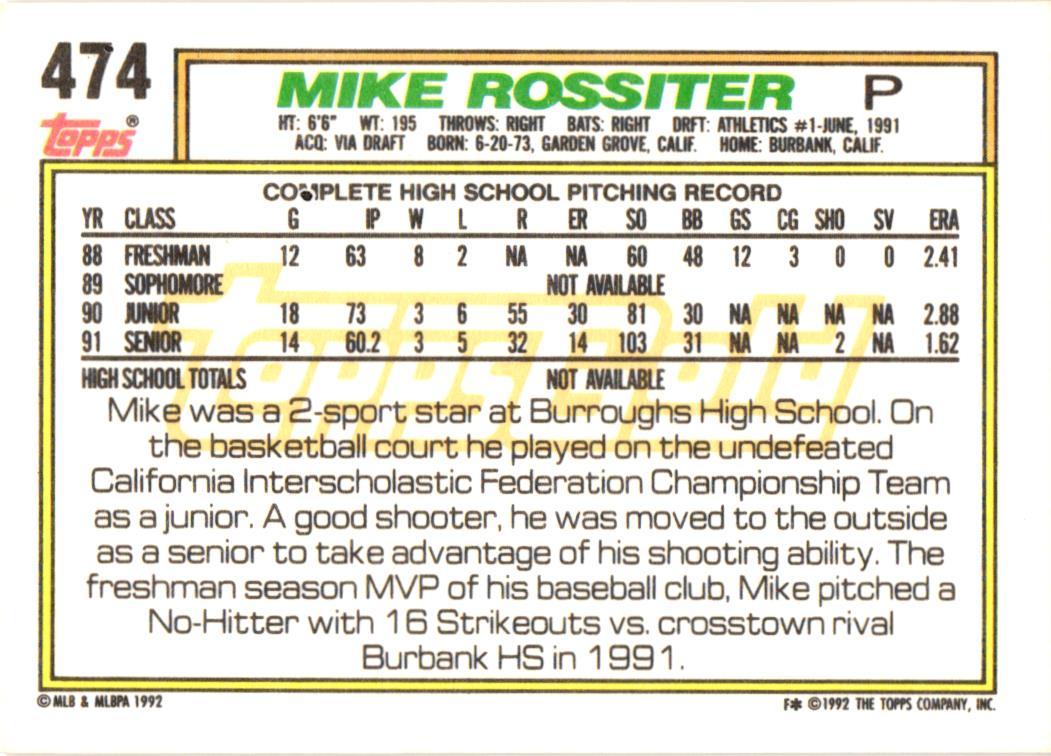 474
topps®
MIKE ROSSITER P
HT: 6'6" WT: 195 THROWS: RIGHT BATS: RIGHT DRFT: ATHLETICS #1-JUNE, 1991
ACQ: VIA DRAFT BORN: 6-20-73, GARDEN GROVE, CALIF. HOME: BURBANK, CALIF.
COMPLETE HIGH SCHOOL PITCHING RECORD
YR CLASS G IP W L R ER SO BB GS CG SHO SV ERA
88 FRESHMAN 12 63 8 2 NA NA 60 48 12 3 0 0 2.41
89 SOPHOMORE NOT AVAILABLE
90 JUNIOR 18 73 3 6 55 30 81 30 NA NA NA NA 2.88
91 SENIOR 14 60.2 3 5 32 14 103 31 NA NA 2 NA 1.62
HIGH SCHOOL TOTALS NOT AVAILABLE
topps Gold
Mike was a 2-sport star at Burroughs High School. On
the basketball court he played on the undefeated
California Interscholastic Federation Championship Team
as a junior. A good shooter, he was moved to the outside
as a senior to take advantage of his shooting ability. The
freshman season MVP of his baseball club, Mike pitched a
No-Hitter with 16 Strikeouts vs. crosstown rival
Burbank HS in 1991.
© MLB & MLBPA 1992 F✱ © 1992 THE TOPPS COMPANY, INC.